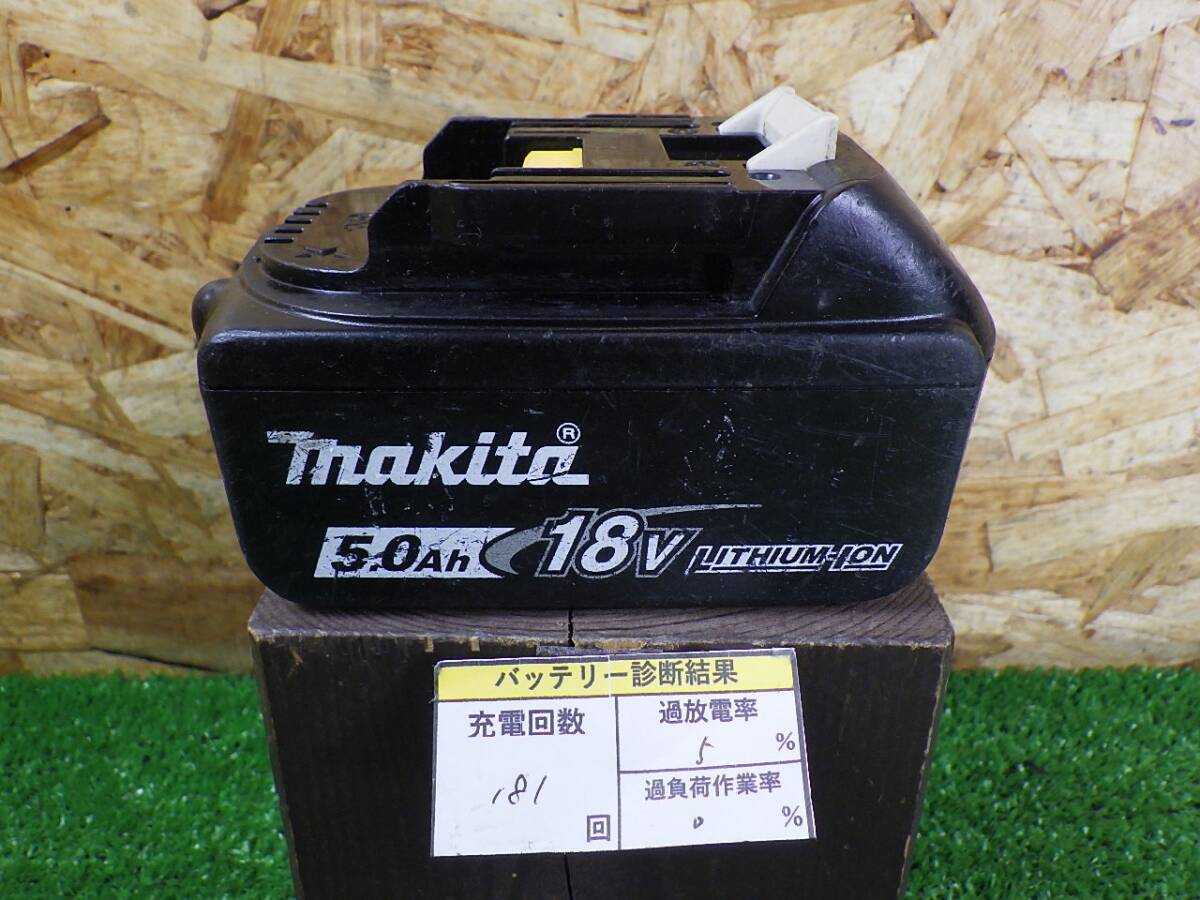 makita®
5.0Ah 18V LITHIUM-ION
バッテリー診断結果
充電回数
181
回
過放電率
5 %
過負荷作業率
0 %